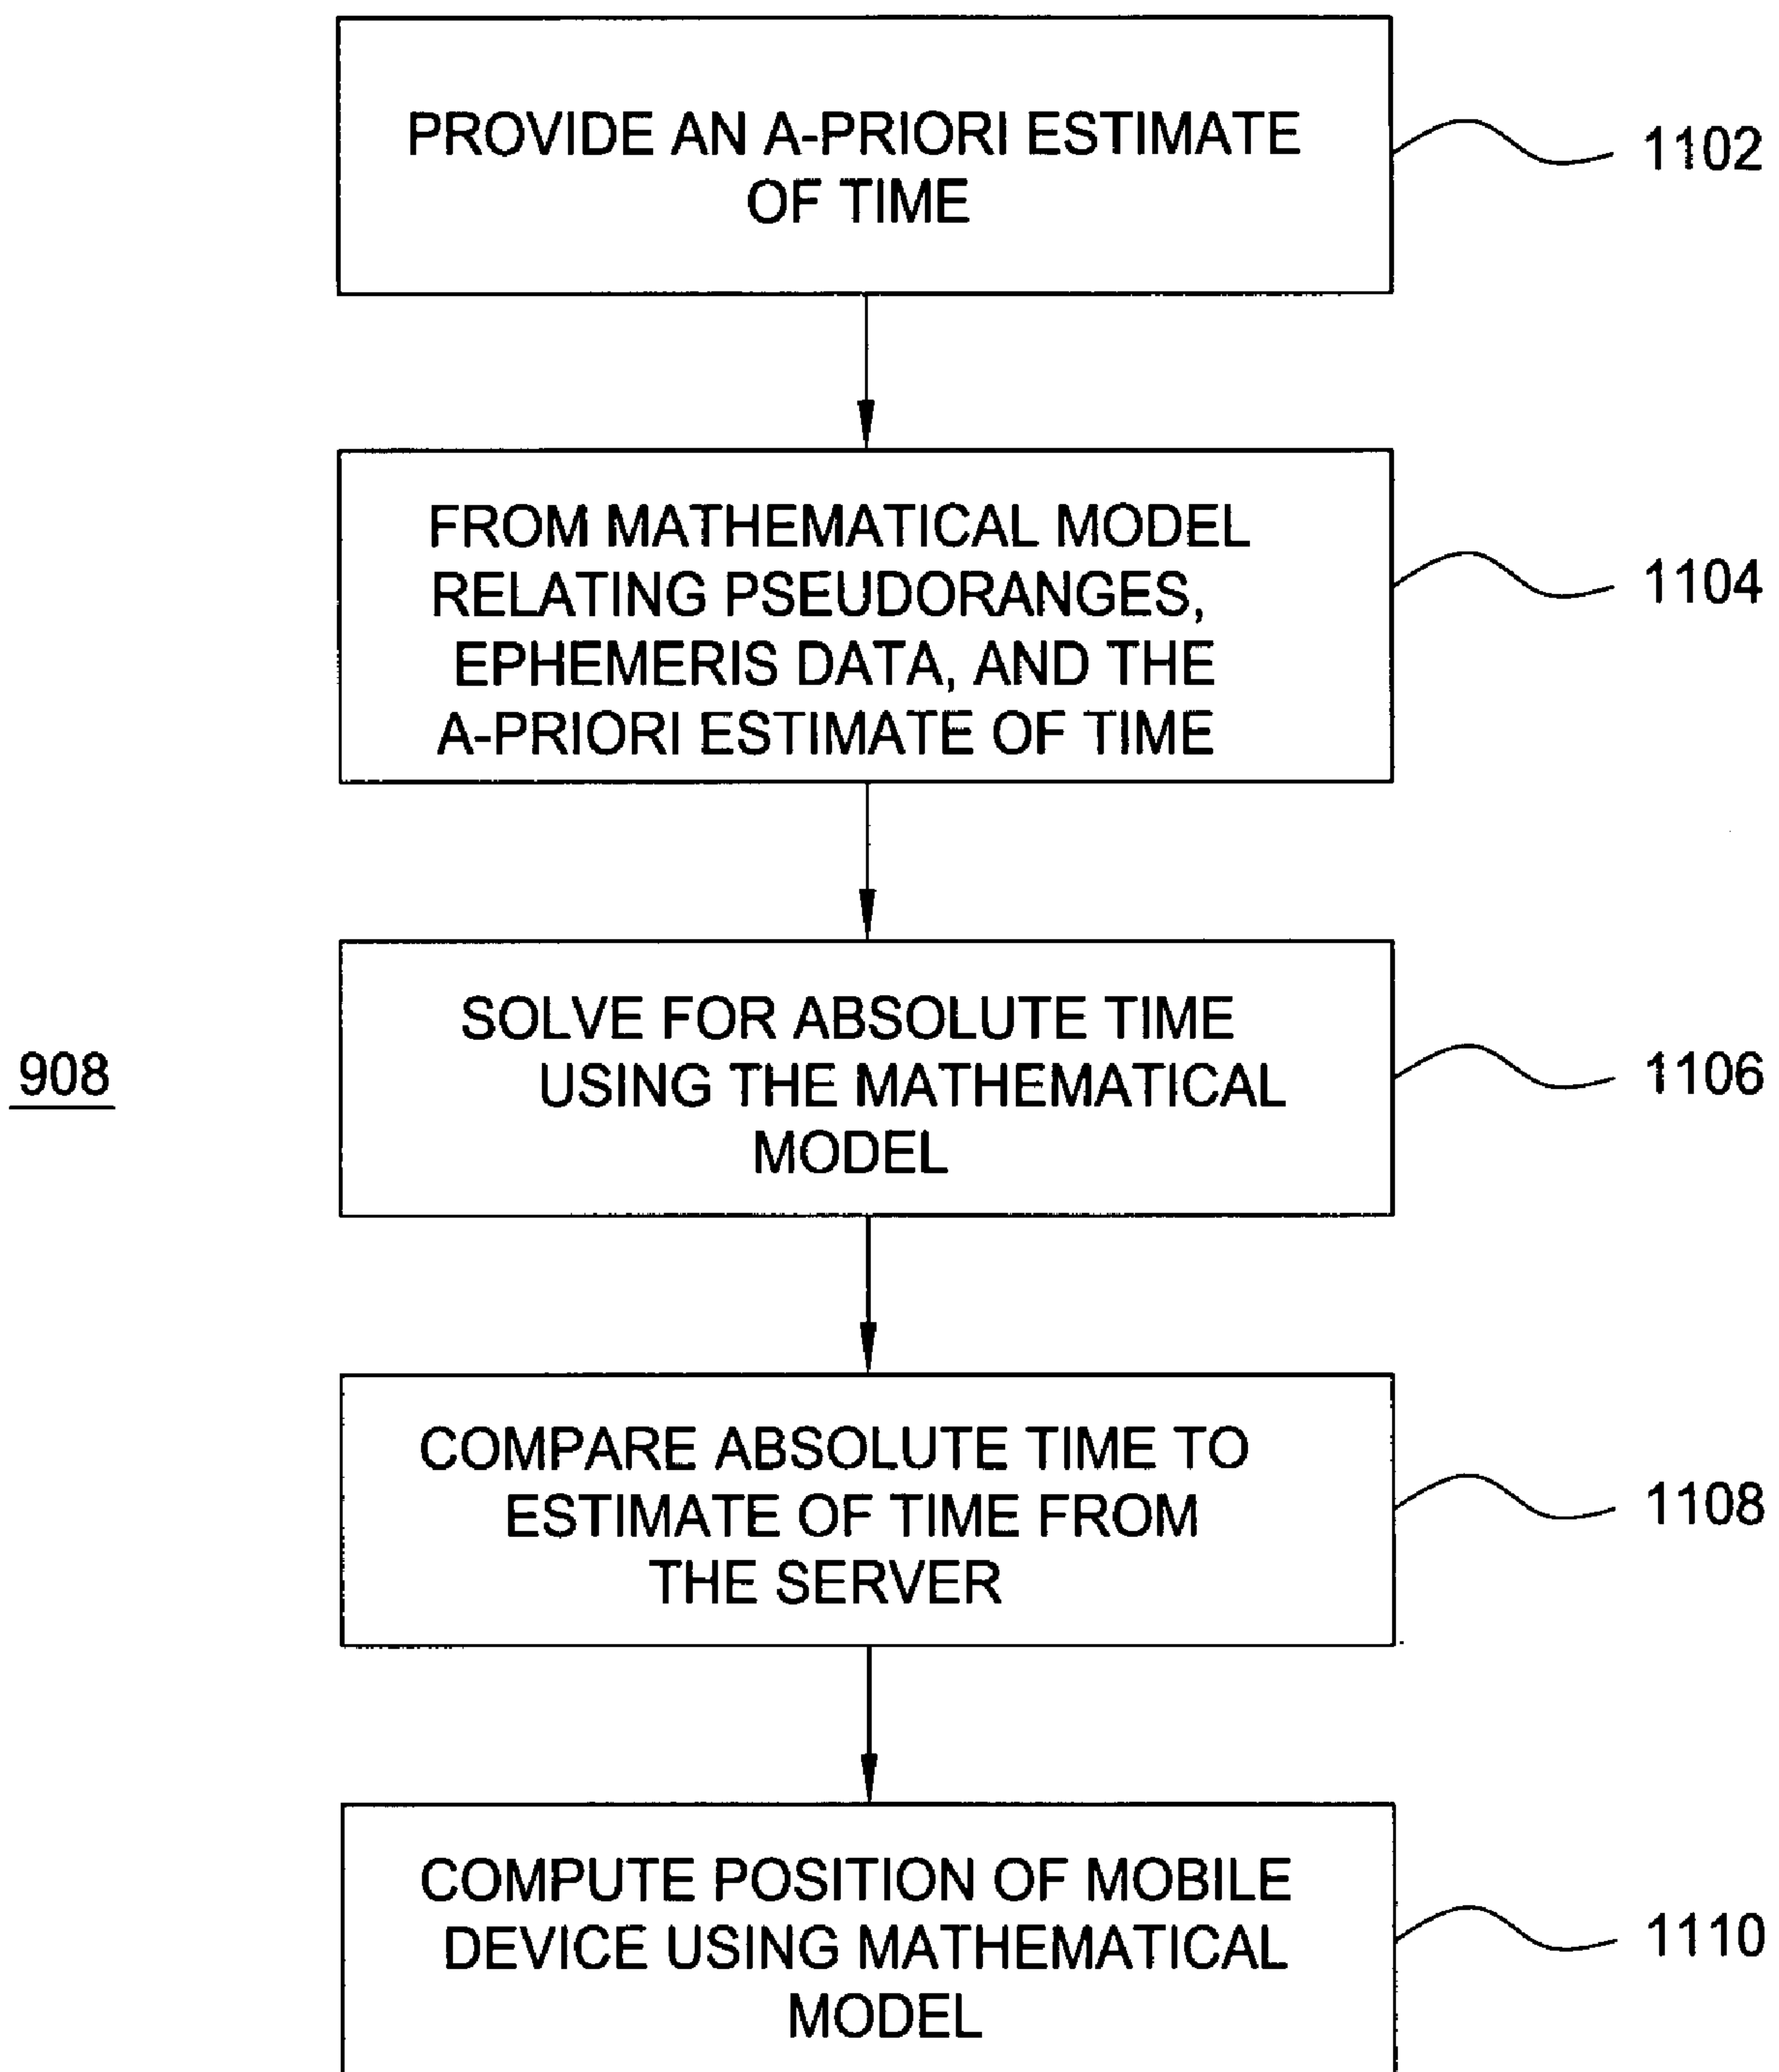 PROVIDE AN A-PRIORI ESTIMATE
OF TIME
1102
FROM MATHEMATICAL MODEL
RELATING PSEUDORANGES,
EPHEMERIS DATA, AND THE
A-PRIORI ESTIMATE OF TIME
1104
SOLVE FOR ABSOLUTE TIME
USING THE MATHEMATICAL
MODEL
1106
908
COMPARE ABSOLUTE TIME TO
ESTIMATE OF TIME FROM
THE SERVER
1108
COMPUTE POSITION OF MOBILE
DEVICE USING MATHEMATICAL
MODEL
1110